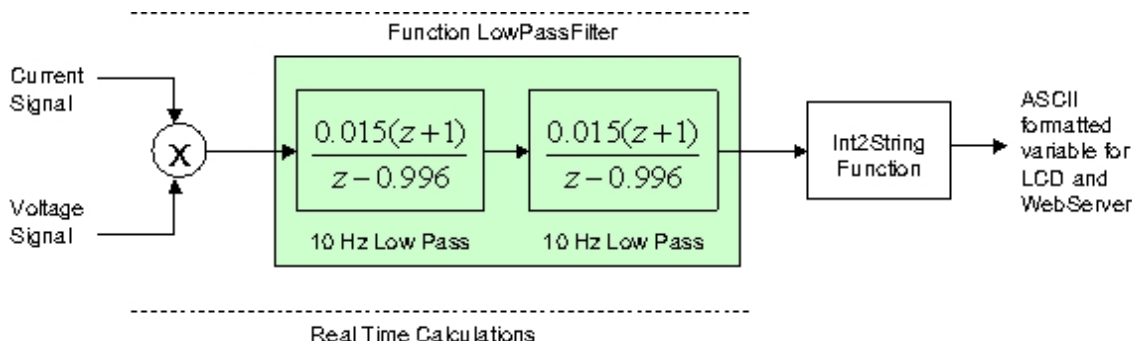 Function LowPassFilter
Current
Signal
X
Voltage
Signal
0.015(z+1)
z−0.996
10 Hz Low Pass
0.015(z+1)
z−0.996
10 Hz Low Pass
Int2String
Function
ASCII
formatted
variable for
LCD and
WebServer
Real Time Calculations